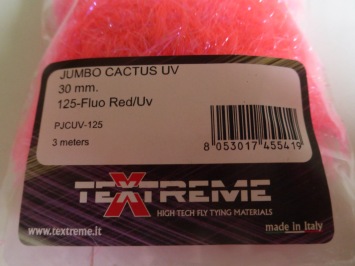 JUMBO CACTUS UV
30 mm.
125-Fluo Red/Uv
PJCUV-125
3 meters
8 053017 455419
TEXTREME
HIGH TECH FLY TYING MATERIALS
www.textreme.it
made in Italy